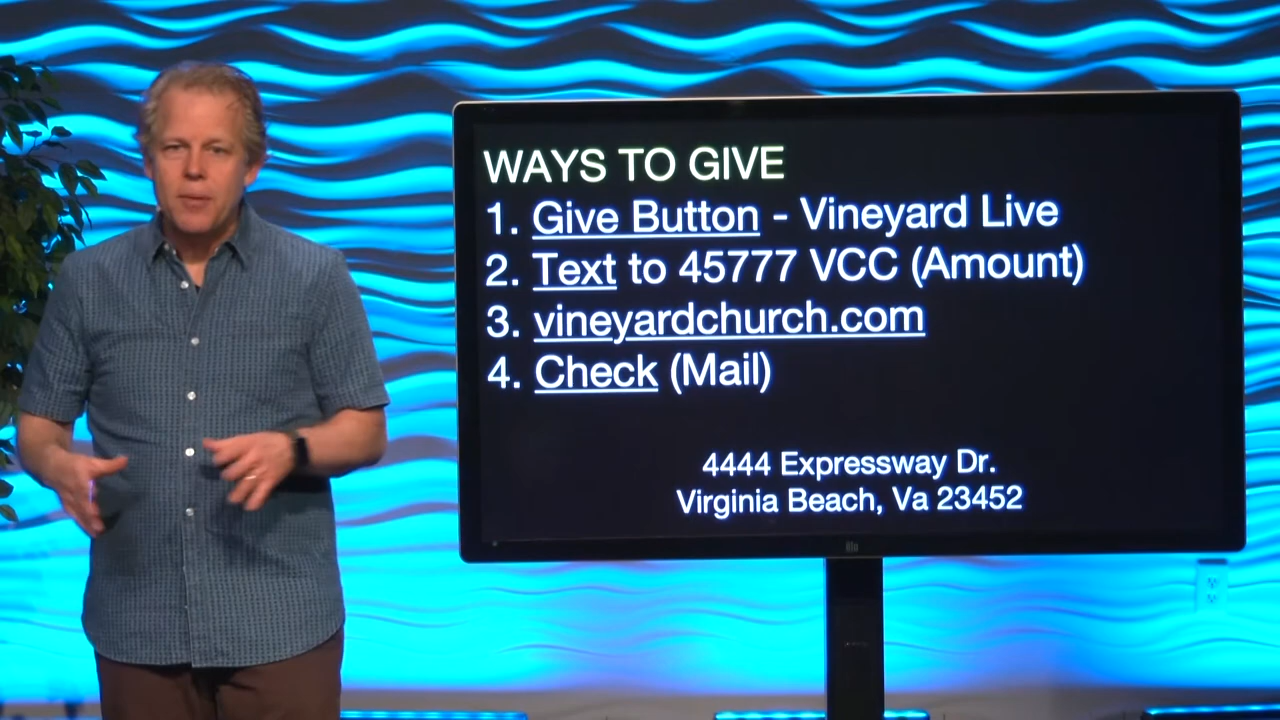 WAYS TO GIVE
1. Give Button - Vineyard Live
2. Text to 45777 VCC (Amount)
3. vineyardchurch.com
4. Check (Mail)
4444 Expressway Dr.
Virginia Beach, Va 23452
elo